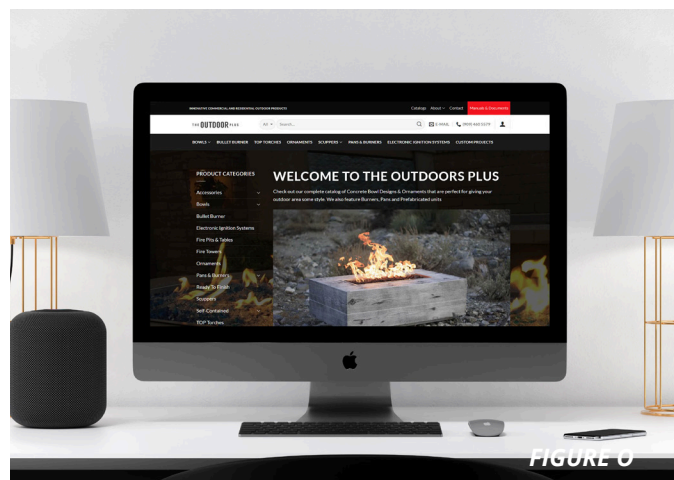 INNOVATIVE COMMERCIAL AND RESIDENTIAL OUTDOOR PRODUCTS
Catalogs About Contact Manuals & Documents
THE OUTDOOR PLUS All Search... E-MAIL (909) 460 5579
BOWLS BULLET BURNER TOP TORCHES ORNAMENTS SCUPPERS PANS & BURNERS ELECTRONIC IGNITION SYSTEMS CUSTOM PROJECTS
PRODUCT CATEGORIES
Accessories
Bowls
Bullet Burner
Electronic Ignition Systems
Fire Pits & Tables
Fire Towers
Ornaments
Pans & Burners
Ready To Finish
Scuppers
Self-Contained
TOP Torches
WELCOME TO THE OUTDOORS PLUS
Check out our complete catalog of Concrete Bowl Designs & Ornaments that are perfect for giving your
outdoor area some style. We also feature Burners, Pans and Prefabricated units
FIGURE O